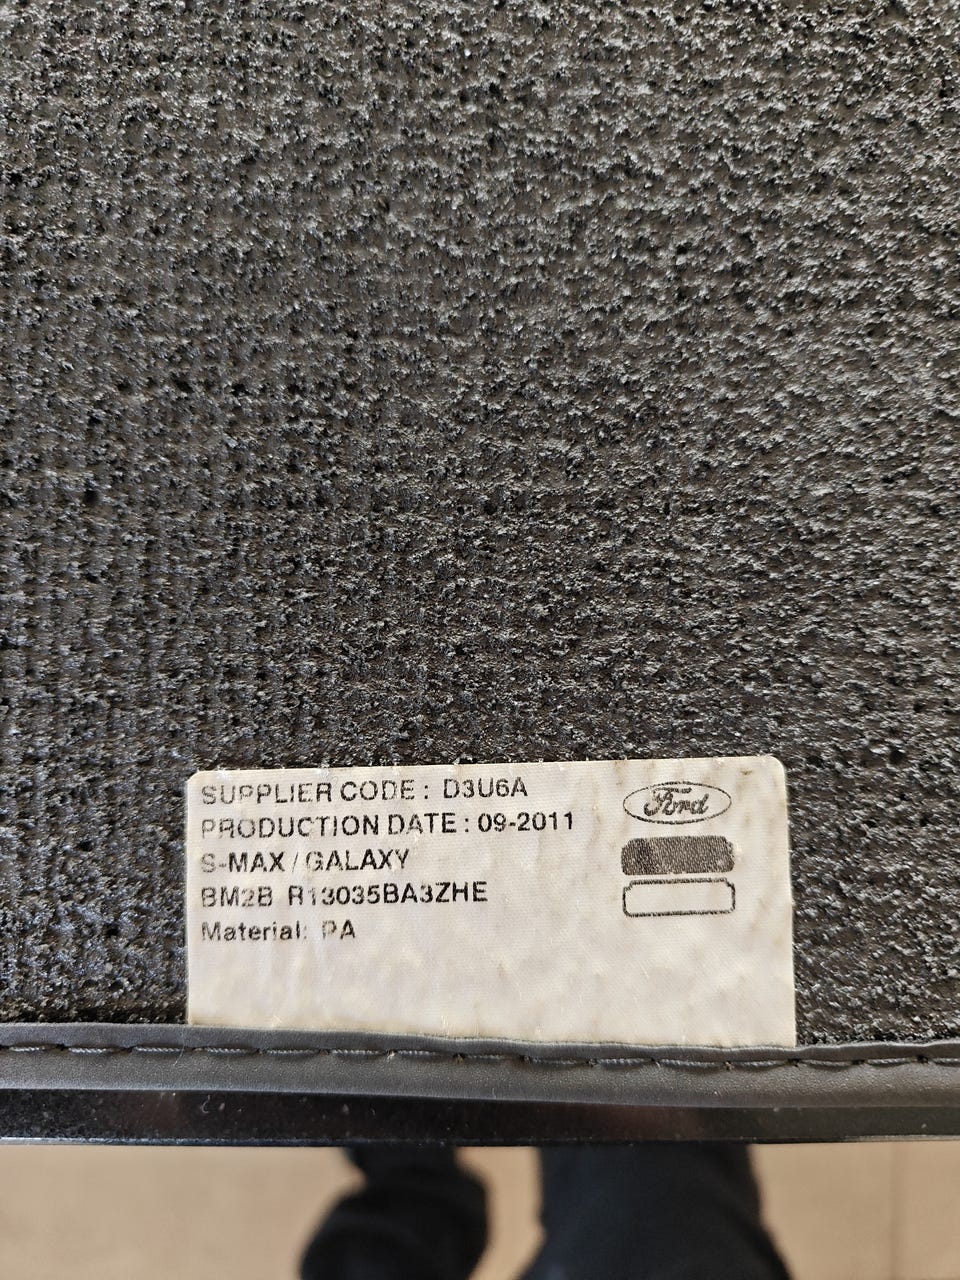 SUPPLIER CODE : D3U6A
Ford
PRODUCTION DATE : 09-2011
S-MAX / GALAXY
BM2B R13035BA3ZHE
Material: PA